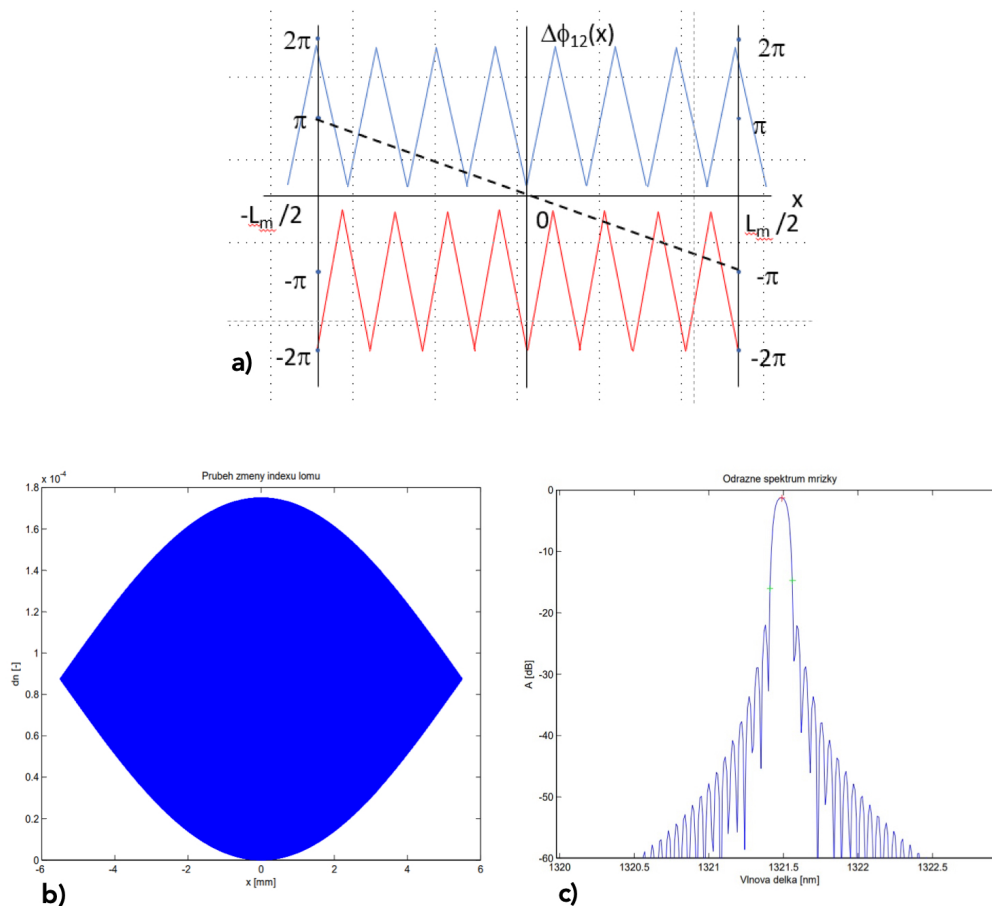 2π Δϕ₁₂(x) 2π
π π
-Lₘ/2 0 Lₘ/2 x
-π -π
-2π -2π
a)
Prubeh zmeny indexu lomu
x 10⁻⁴
1.8
1.6
1.4
1.2
1
0.8
0.6
0.4
0.2
0
dn [-]
-6 -4 -2 0 2 4 6
x [mm]
b)
Odrazne spektrum mrizky
0
-10
-20
-30
-40
-50
-60
A [dB]
1320 1320.5 1321 1321.5 1322 1322.5
Vlnova delka [nm]
c)